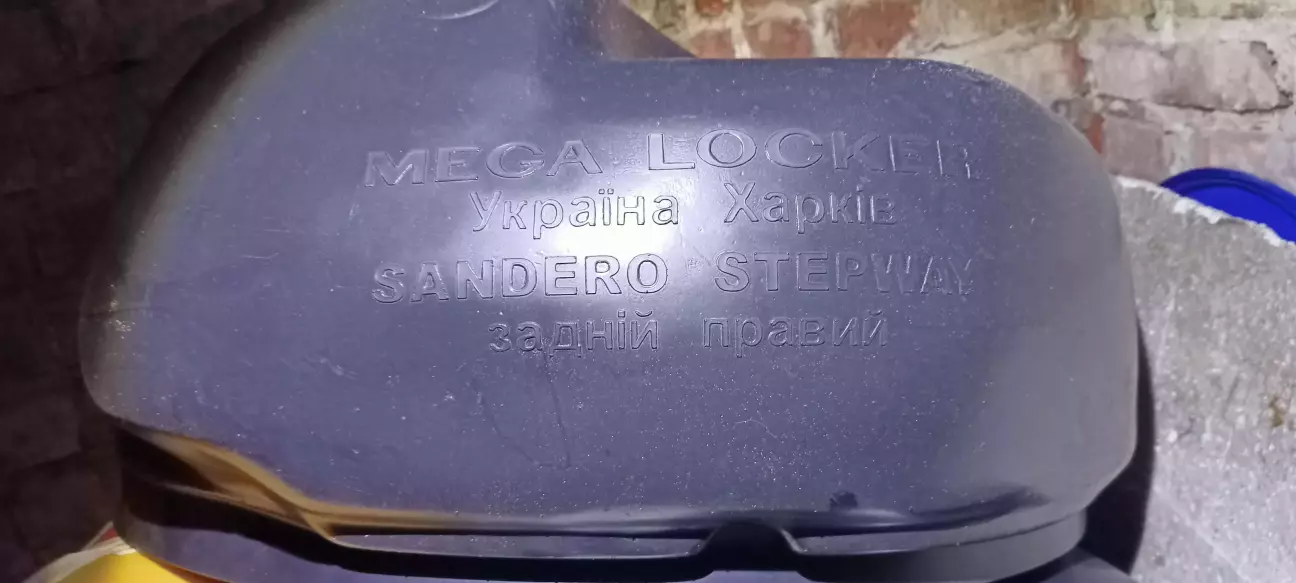 MEGA LOCKER
Україна Харків
SANDERO STEPWAY
задній правий